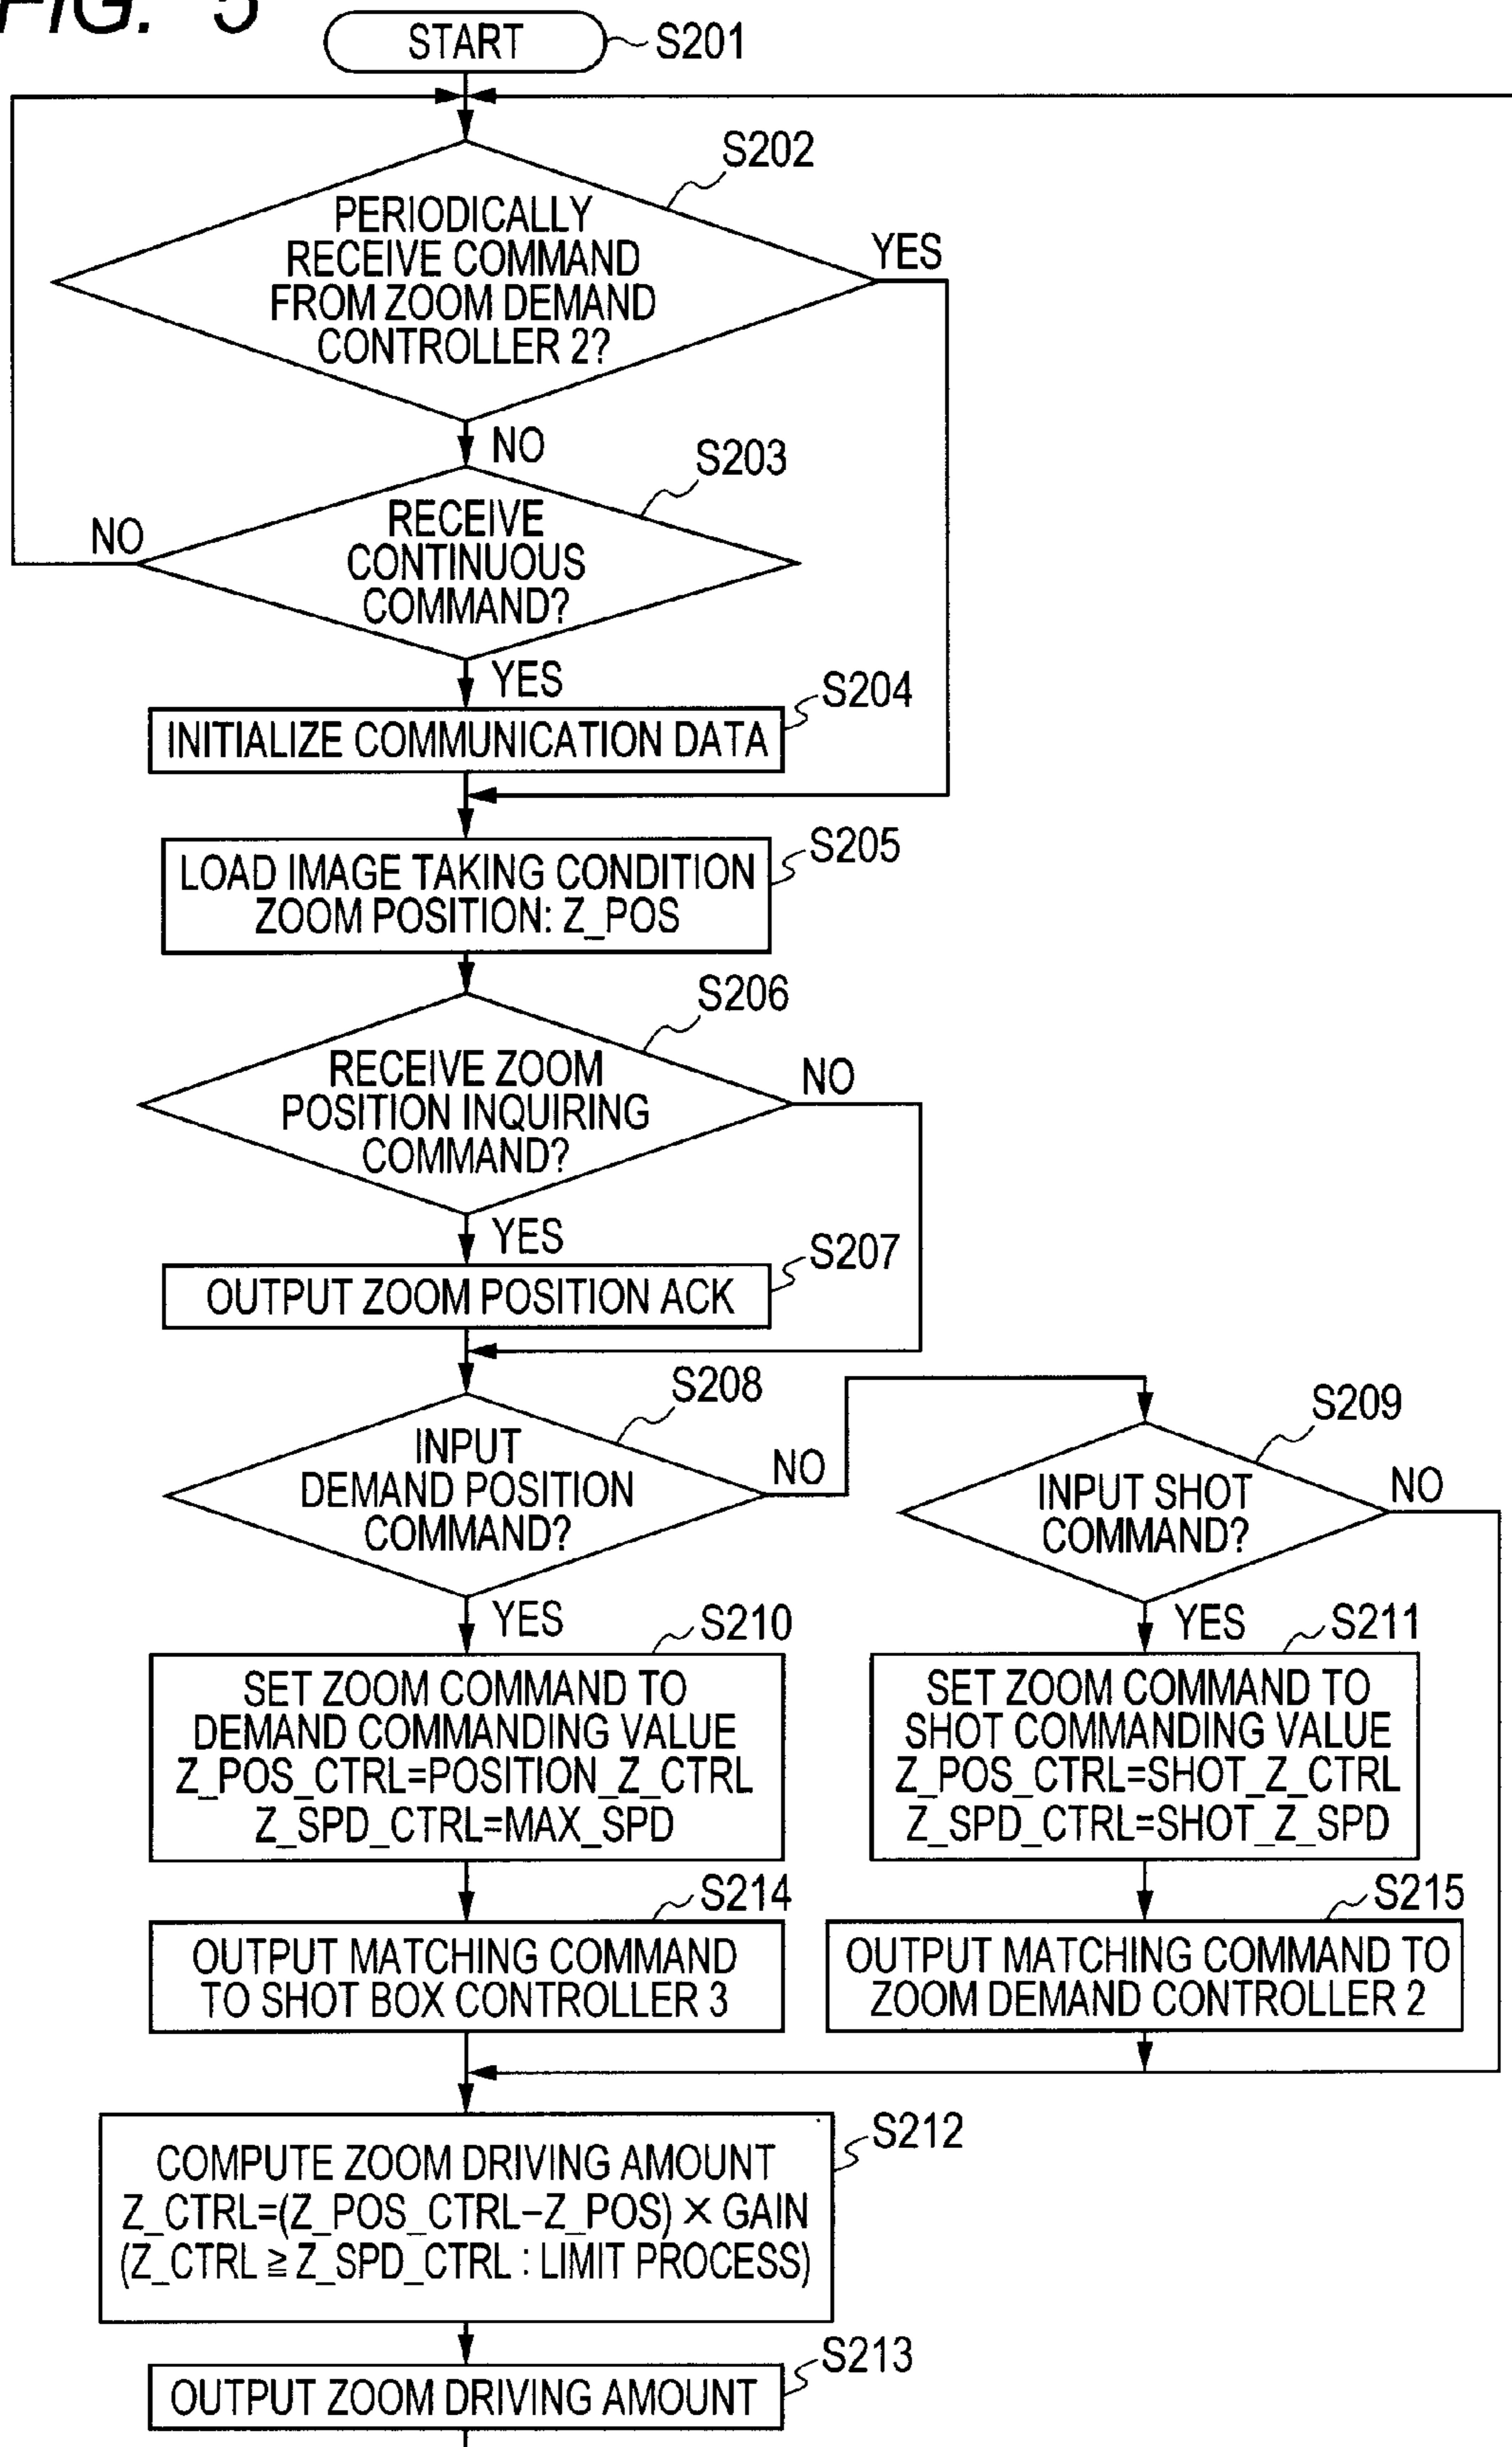 FIG. 5
START
S201
S202
PERIODICALLY
RECEIVE COMMAND
FROM ZOOM DEMAND
CONTROLLER 2?
YES
NO
S203
RECEIVE
CONTINUOUS
COMMAND?
NO
YES
S204
INITIALIZE COMMUNICATION DATA
S205
LOAD IMAGE TAKING CONDITION
ZOOM POSITION: Z_POS
S206
RECEIVE ZOOM
POSITION INQUIRING
COMMAND?
NO
YES
S207
OUTPUT ZOOM POSITION ACK
S208
INPUT
DEMAND POSITION
COMMAND?
NO
S209
INPUT SHOT
COMMAND?
NO
YES
S210
SET ZOOM COMMAND TO
DEMAND COMMANDING VALUE
Z_POS_CTRL=POSITION_Z_CTRL
Z_SPD_CTRL=MAX_SPD
YES
S211
SET ZOOM COMMAND TO
SHOT COMMANDING VALUE
Z_POS_CTRL=SHOT_Z_CTRL
Z_SPD_CTRL=SHOT_Z_SPD
S214
OUTPUT MATCHING COMMAND
TO SHOT BOX CONTROLLER 3
S215
OUTPUT MATCHING COMMAND TO
ZOOM DEMAND CONTROLLER 2
S212
COMPUTE ZOOM DRIVING AMOUNT
Z_CTRL=(Z_POS_CTRL−Z_POS) × GAIN
(Z_CTRL ≧ Z_SPD_CTRL : LIMIT PROCESS)
S213
OUTPUT ZOOM DRIVING AMOUNT